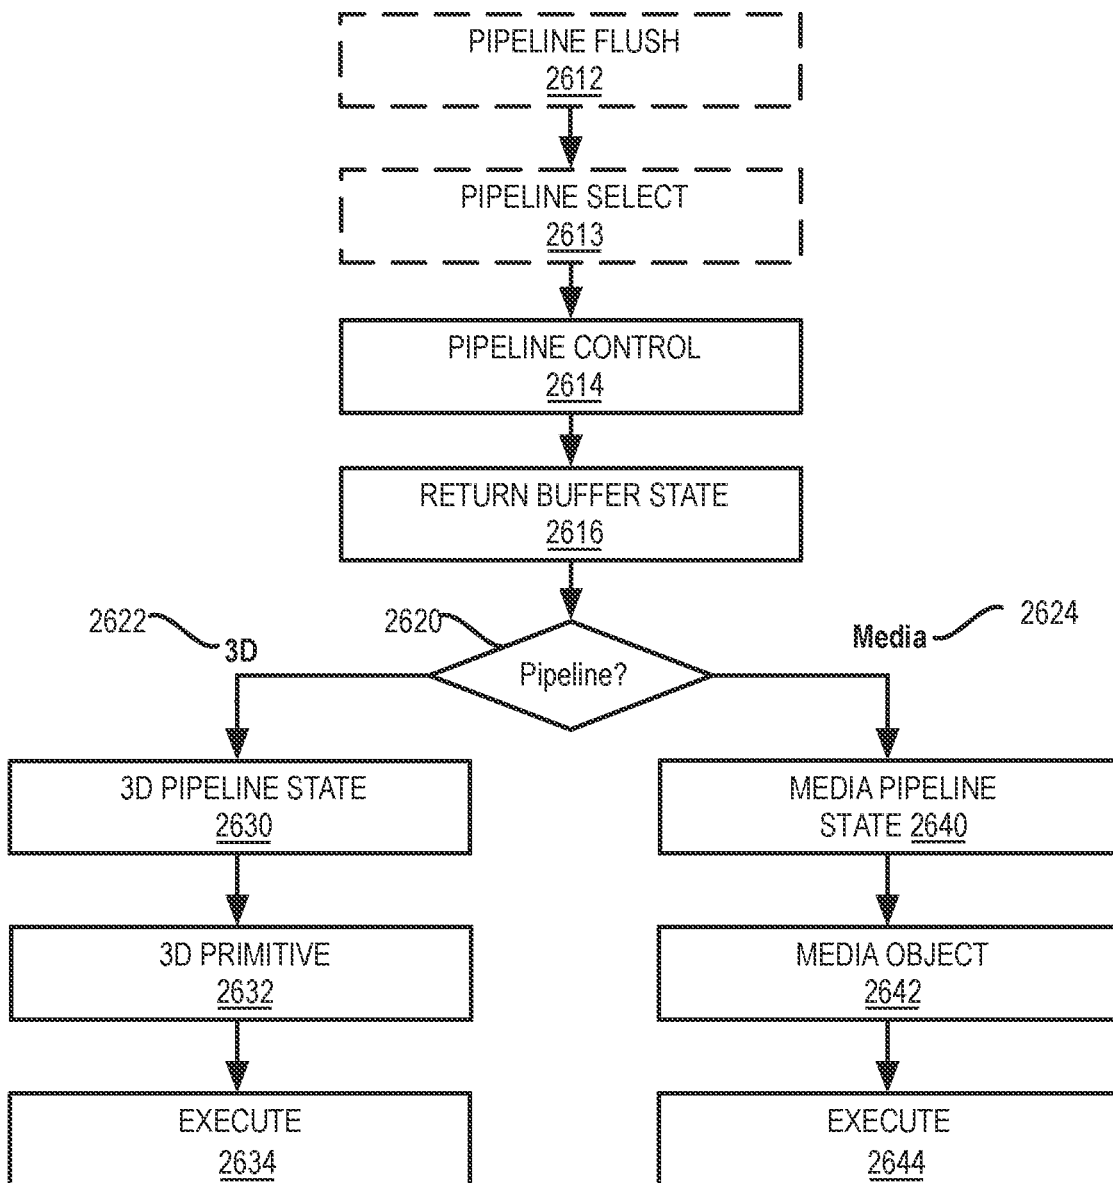 PIPELINE FLUSH
2612
PIPELINE SELECT
2613
PIPELINE CONTROL
2614
RETURN BUFFER STATE
2616
2622
3D
2620
Pipeline?
Media
2624
3D PIPELINE STATE
2630
MEDIA PIPELINE
STATE 2640
3D PRIMITIVE
2632
MEDIA OBJECT
2642
EXECUTE
2634
EXECUTE
2644